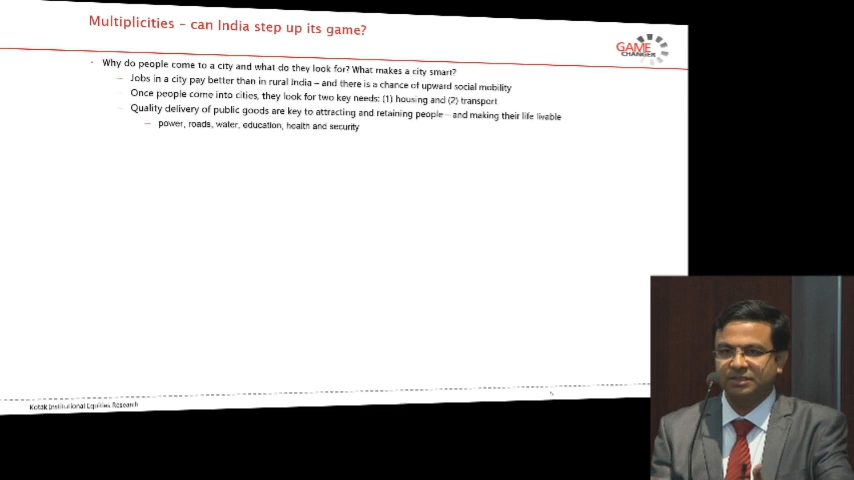 Multiplicities – can India step up its game?
GAME
CHANGER
Why do people come to a city and what do they look for? What makes a city smart?
– Jobs in a city pay better than in rural India – and there is a chance of upward social mobility
– Once people come into cities, they look for two key needs: (1) housing and (2) transport
– Quality delivery of public goods are key to attracting and retaining people – and making their life livable
– power, roads, water, education, health and security
Kotak Institutional Equities Research
5